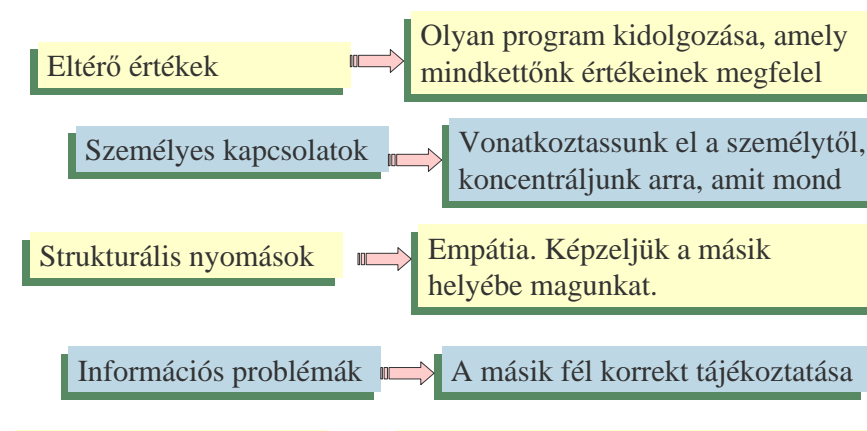 Eltérő értékek
Olyan program kidolgozása, amely
mindkettőnk értékeinek megfelel
Személyes kapcsolatok
Vonatkoztassunk el a személytől,
koncentráljunk arra, amit mond
Strukturális nyomások
Empátia. Képzeljük a másik
helyébe magunkat.
Információs problémák
A másik fél korrekt tájékoztatása